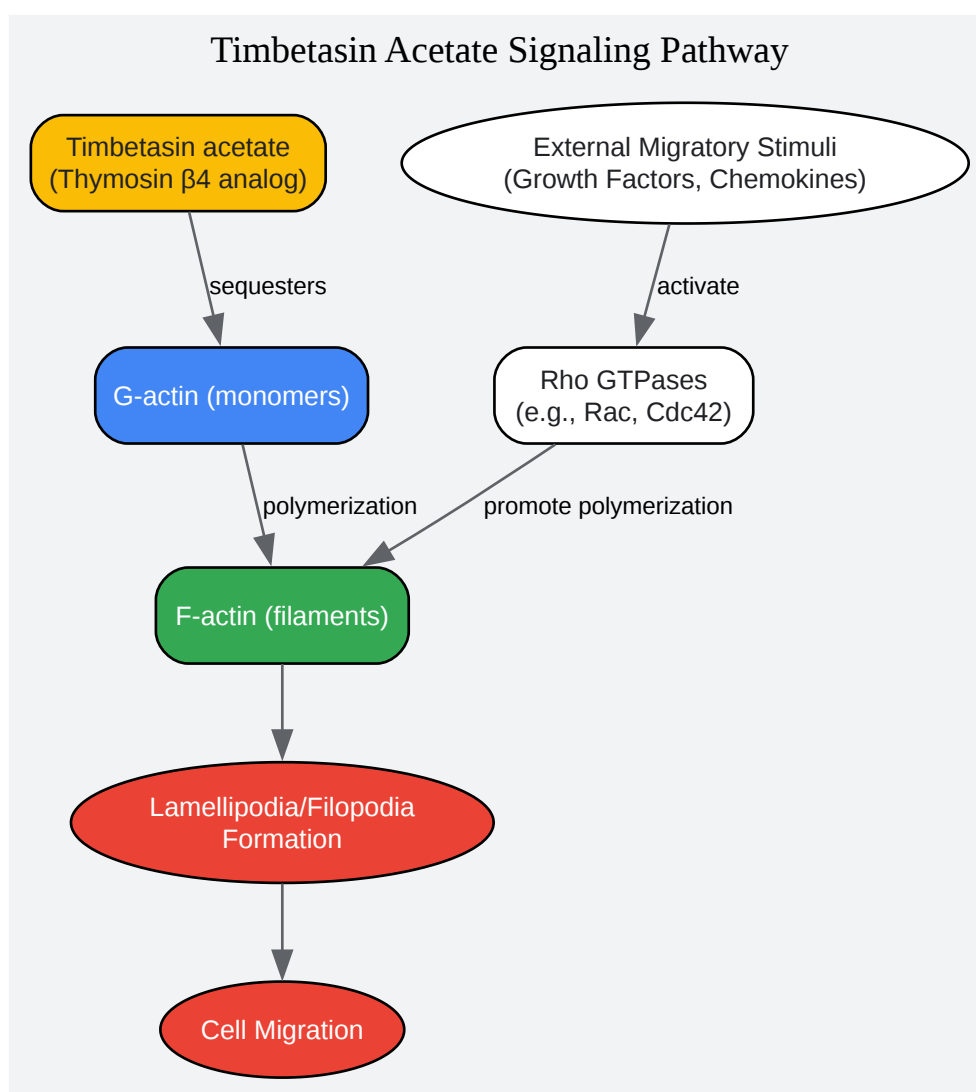 Timbetasin Acetate Signaling Pathway
Timbetasin acetate
(Thymosin β4 analog)
External Migratory Stimuli
(Growth Factors, Chemokines)
sequesters
activate
G-actin (monomers)
Rho GTPases
(e.g., Rac, Cdc42)
polymerization
promote polymerization
F-actin (filaments)
Lamellipodia/Filopodia
Formation
Cell Migration